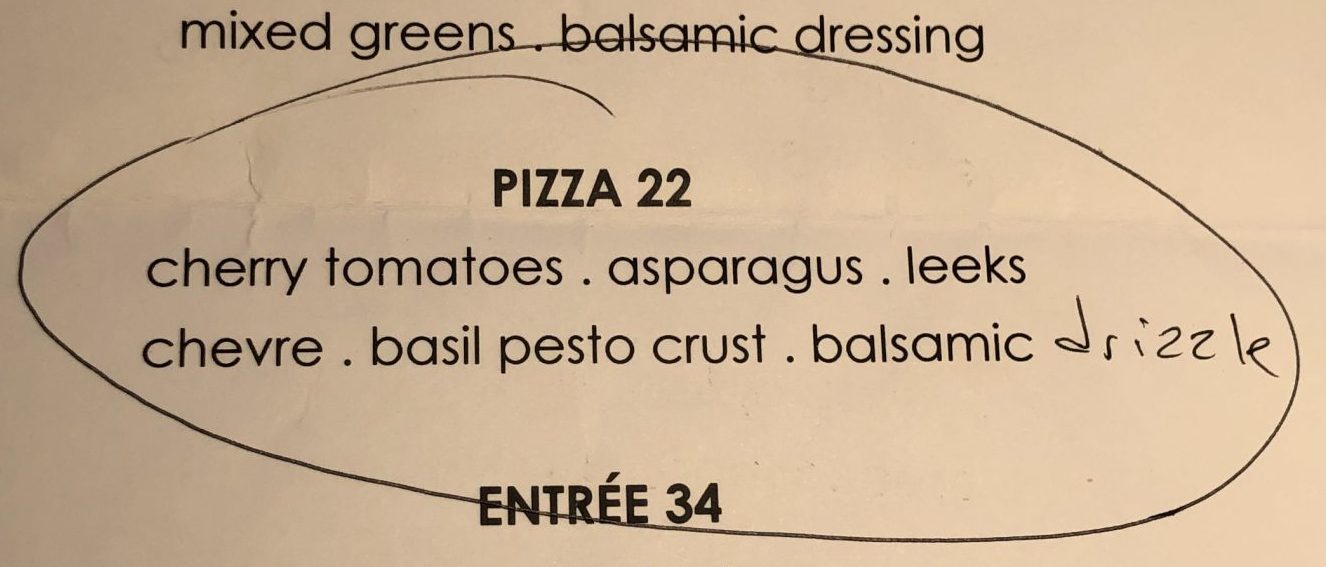 mixed greens . balsamic dressing
PIZZA 22
cherry tomatoes . asparagus . leeks
chevre . basil pesto crust . balsamic drizzle
ENTRÉE 34